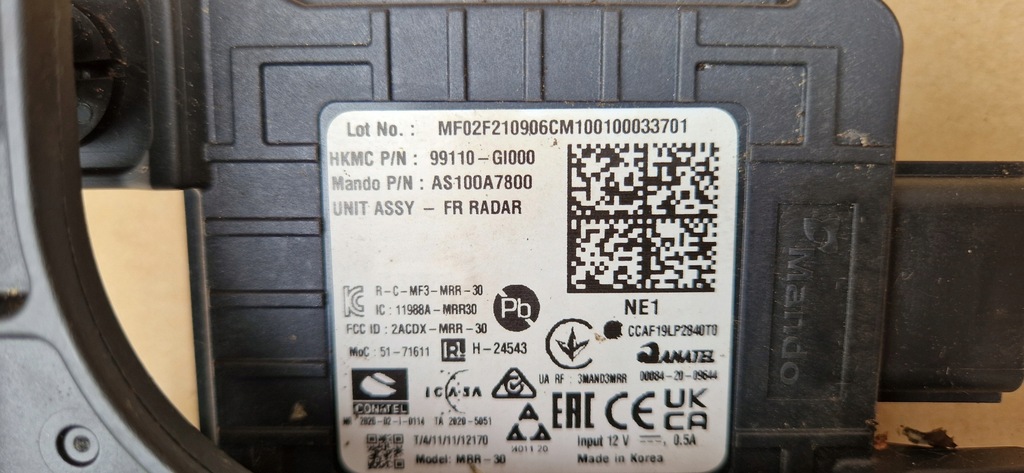 Lot No. : MF02F210906CM100100033701
HKMC P/N : 99110-GI000
Mando P/N : AS100A7800
UNIT ASSY - FR RADAR
NE1
R-C-MF3-MRR-30
IC : 11988A-MRR30
FCC ID : 2ACDX-MRR-30
Pb
CCAF19LP2840T0
MoC : 51-71611
H-24543
ANATEL
UA RF : 3MAND3MRR
00084-20-09644
CONATEL
ICASA
TA 2020-5051
EAC
CE
UK
CA
T/4/11/11/12170
Input 12 V 0.5A
Model: MRR-30
Made in Korea
Mando